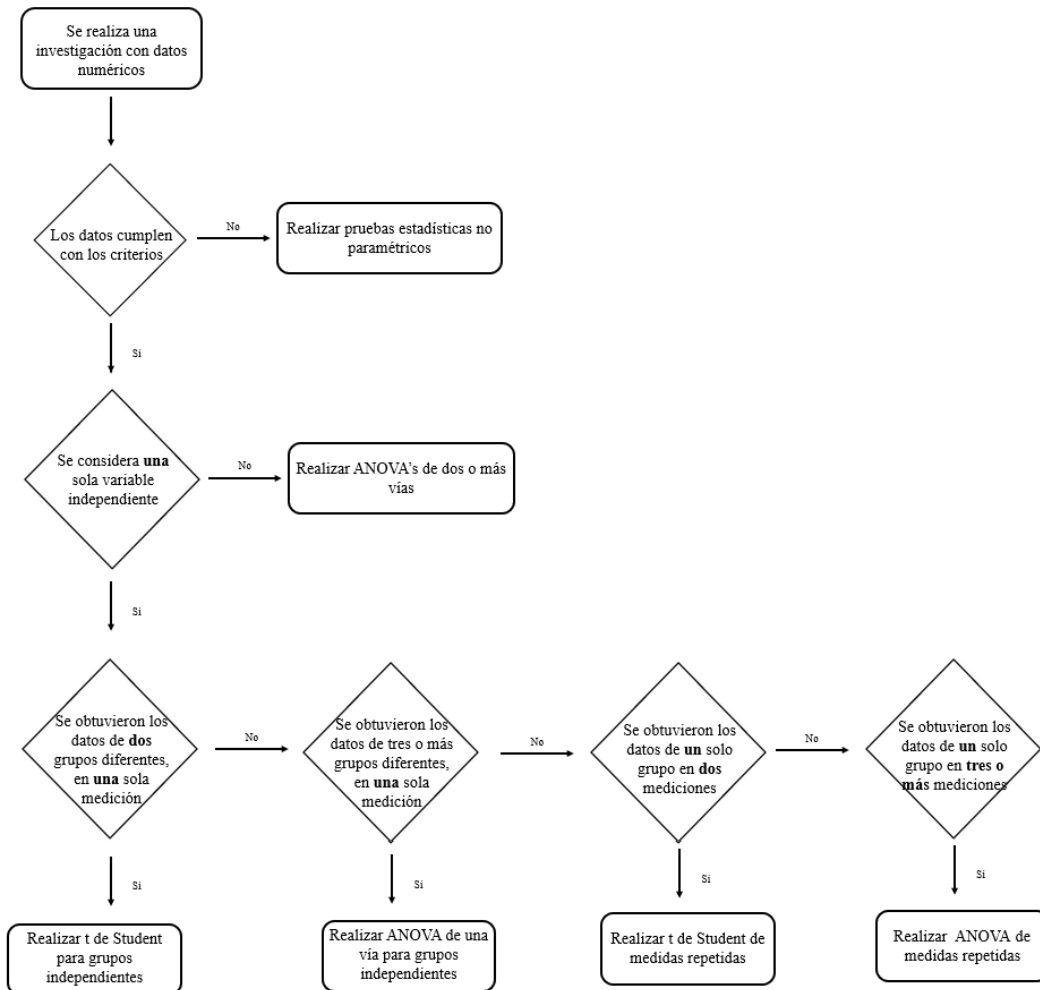 Se realiza una
investigación con datos
numéricos
Los datos cumplen
con los criterios
No
Realizar pruebas estadísticas no
paramétricos
Si
Se considera una
sola variable
independiente
No
Realizar ANOVA’s de dos o más
vías
Si
Se obtuvieron los
datos de dos
grupos diferentes,
en una sola
medición
No
Se obtuvieron los
datos de tres o más
grupos diferentes,
en una sola
medición
No
Se obtuvieron los
datos de un solo
grupo en dos
mediciones
No
Se obtuvieron los
datos de un solo
grupo en tres o
más mediciones
Si
Si
Si
Si
Realizar t de Student
para grupos
independientes
Realizar ANOVA de una
vía para grupos
independientes
Realizar t de Student de
medidas repetidas
Realizar ANOVA de
medidas repetidas